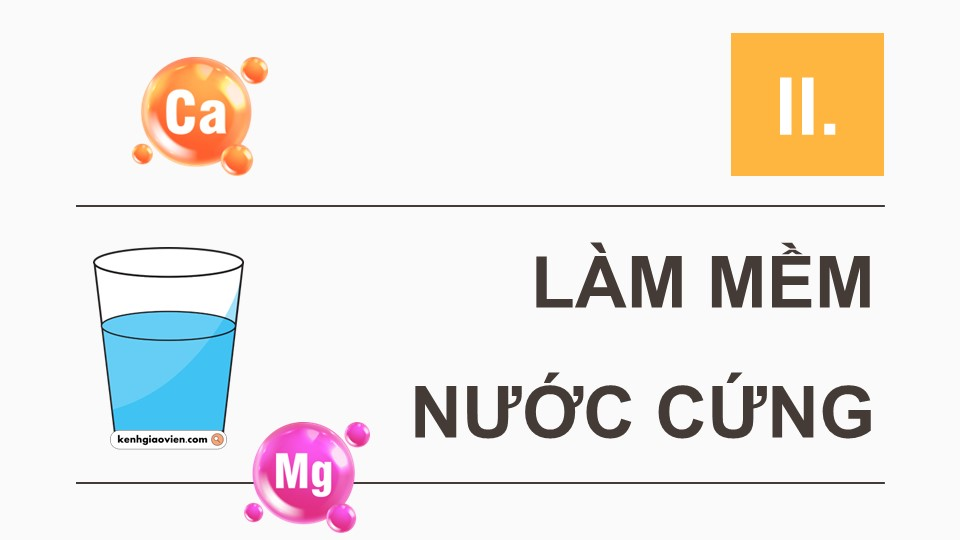 Ca
II.
LÀM MỀM
NƯỚC CỨNG
kenhgiaovien.com
Mg